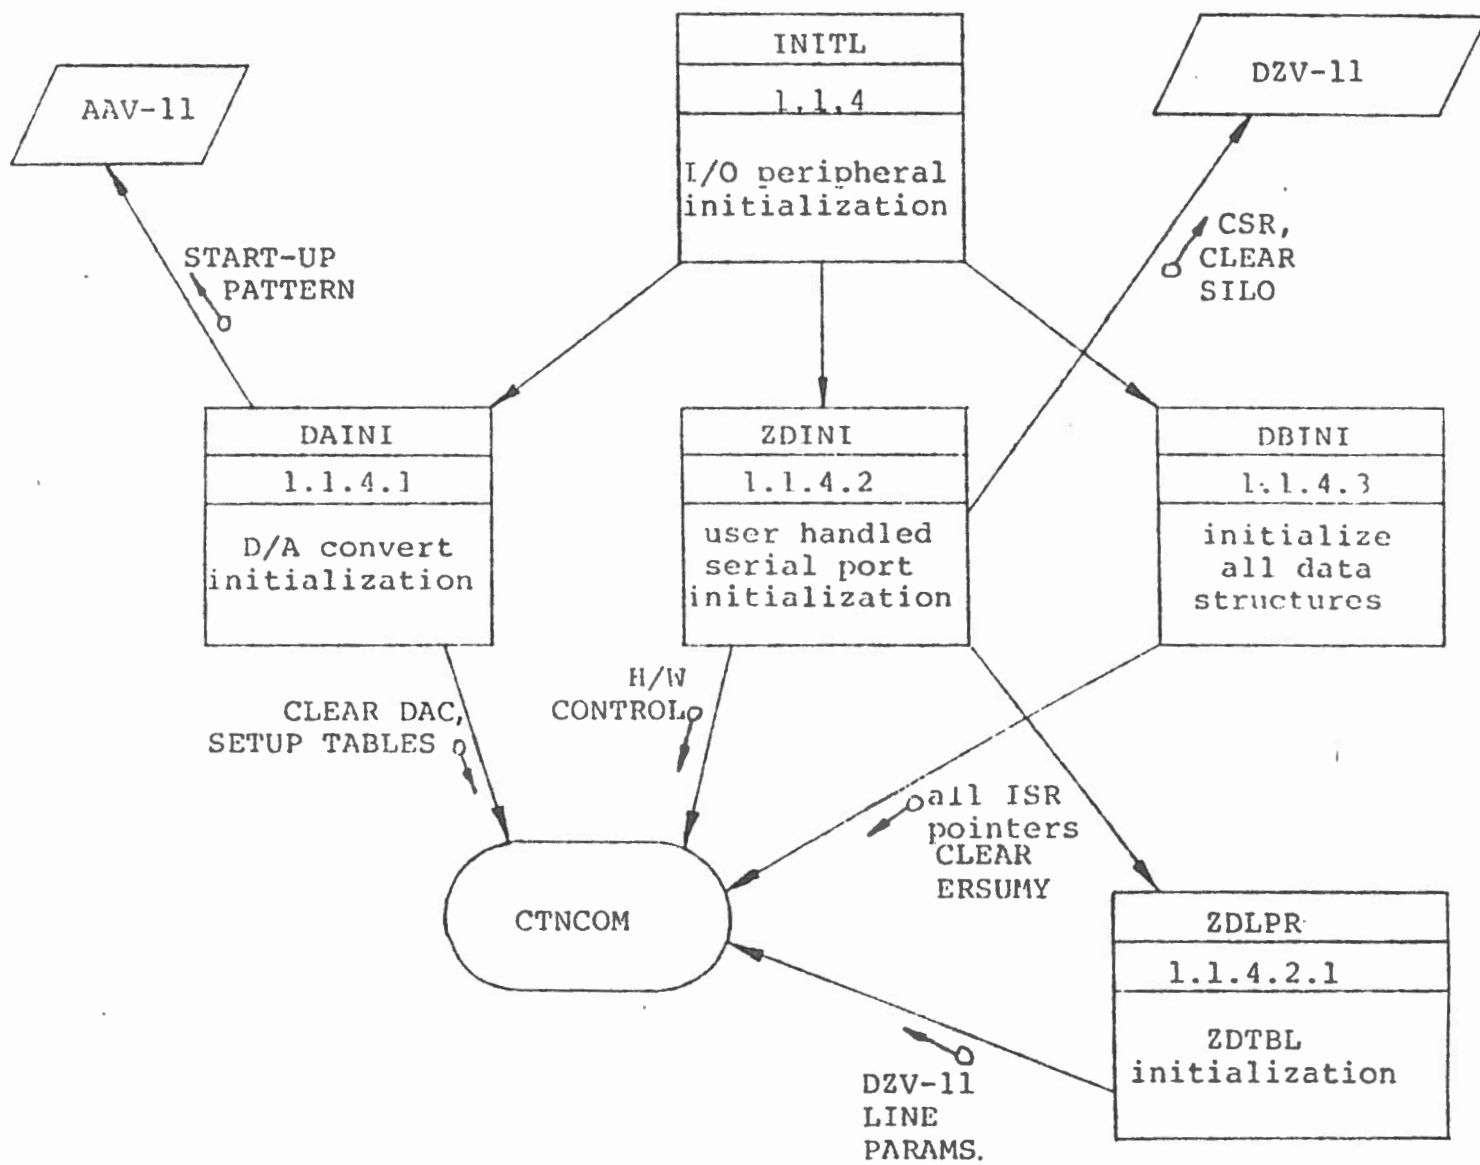 INITL
1.1.4
I/O peripheral
initialization
AAV-11
DZV-11
START-UP
PATTERN
CSR,
CLEAR
SILO
DAINI
1.1.4.1
D/A convert
initialization
ZDINI
1.1.4.2
user handled
serial port
initialization
DBINI
1.1.4.3
initialize
all data
structures
CLEAR DAC,
SETUP TABLES
H/W
CONTROL
all ISR
pointers
CLEAR
ERSUMY
CTNCOM
ZDLPR
1.1.4.2.1
ZDTBL
initialization
DZV-11
LINE
PARAMS.